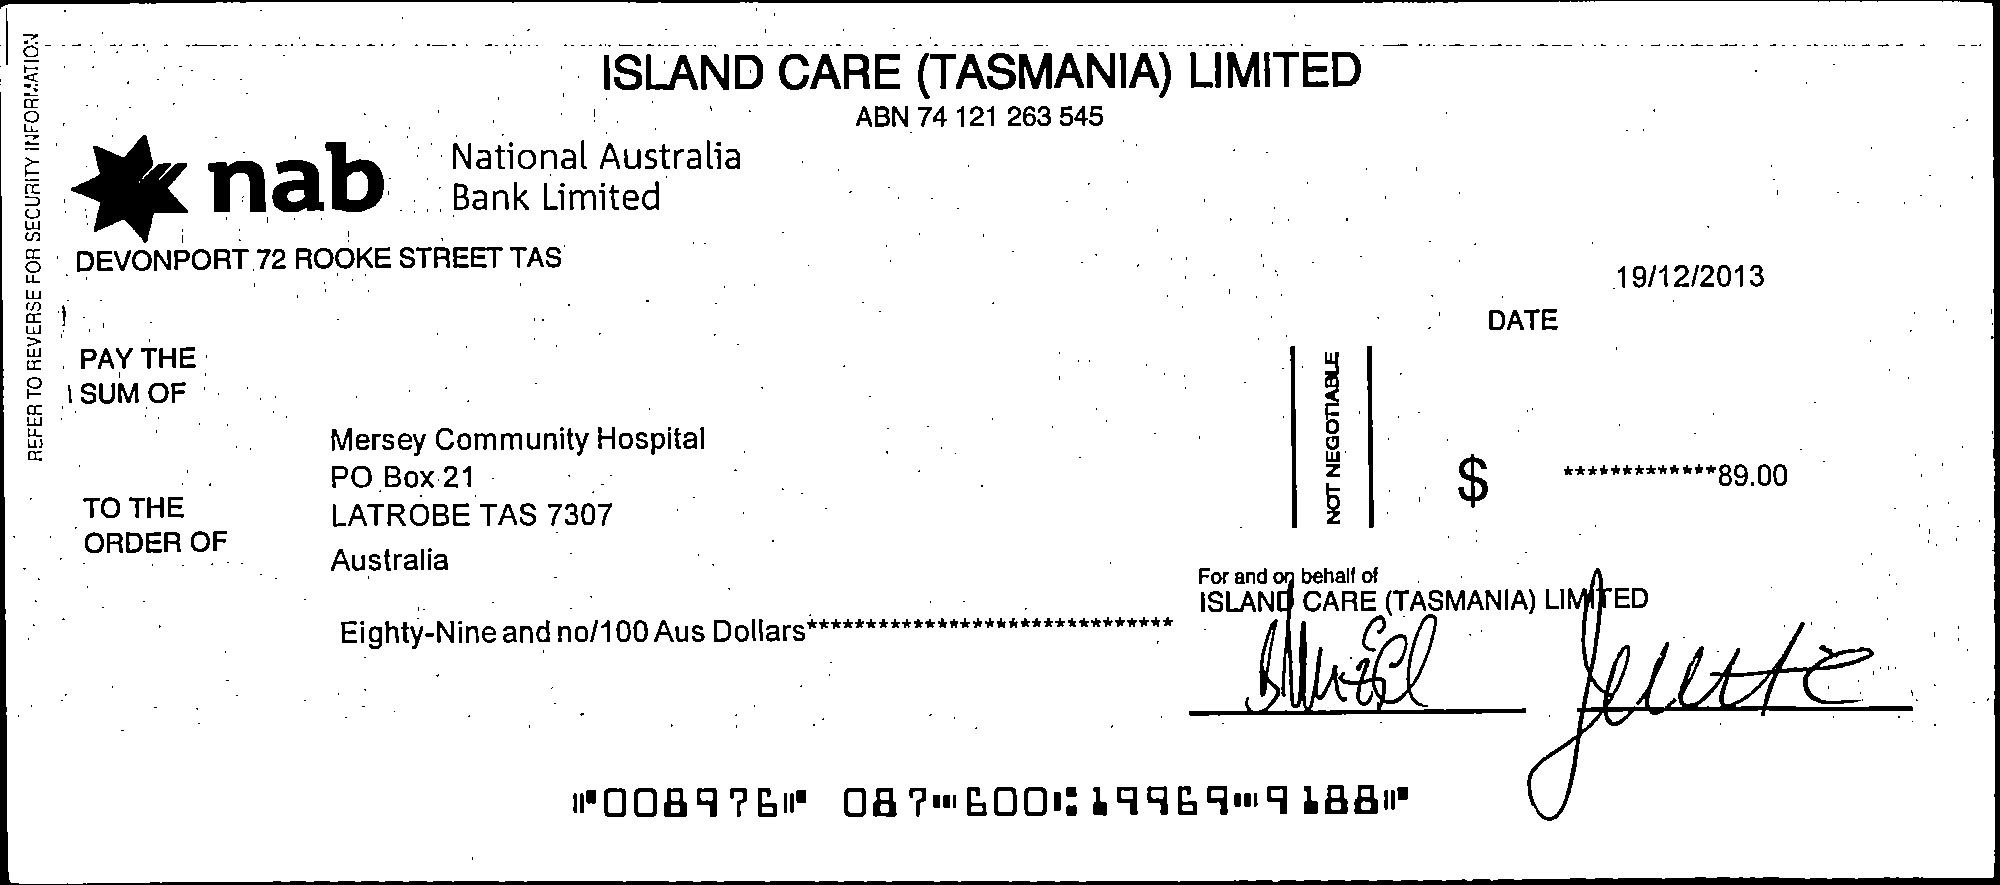 REFER TO REVERSE FOR SECURITY INFORMATION
ISLAND CARE (TASMANIA) LIMITED
ABN 74 121 263 545
nab
National Australia
Bank Limited
DEVONPORT 72 ROOKE STREET TAS
19/12/2013
DATE
PAY THE
SUM OF
NOT NEGOTIABLE
Mersey Community Hospital
PO Box 21
LATROBE TAS 7307
Australia
$ *************89.00
TO THE
ORDER OF
For and on behalf of
ISLAND CARE (TASMANIA) LIMITED
Eighty-Nine and no/100 Aus Dollars********************************
⑈008976⑈ 087⑉600⑆19969⑉9188⑈